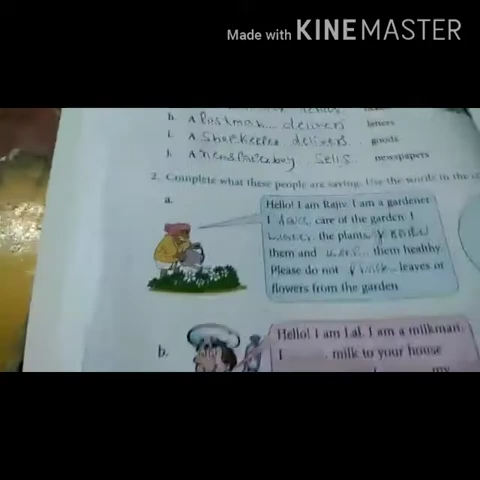 Made with KINEMASTER
h. A Postman delivers letters
i. A Shopkeeper delivers goods
j. A newspaperboy sells newspapers
2. Complete what these people are saying. Use the words in the
a.
Hello! I am Rajiv. I am a gardener.
I take care of the garden. I
the plants,
them and them healthy.
Please do not pluck leaves or
flowers from the garden.
b.
Hello! I am Lal. I am a milkman.
I milk to your house
my